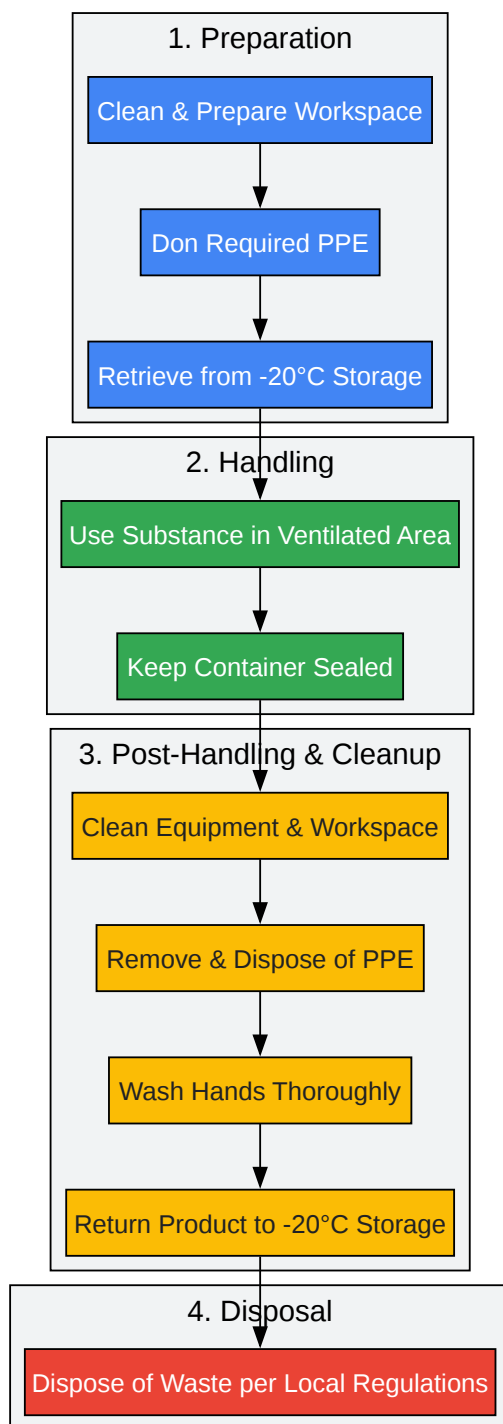 1. Preparation
Clean & Prepare Workspace
Don Required PPE
Retrieve from -20°C Storage
2. Handling
Use Substance in Ventilated Area
Keep Container Sealed
3. Post-Handling & Cleanup
Clean Equipment & Workspace
Remove & Dispose of PPE
Wash Hands Thoroughly
Return Product to -20°C Storage
4. Disposal
Dispose of Waste per Local Regulations